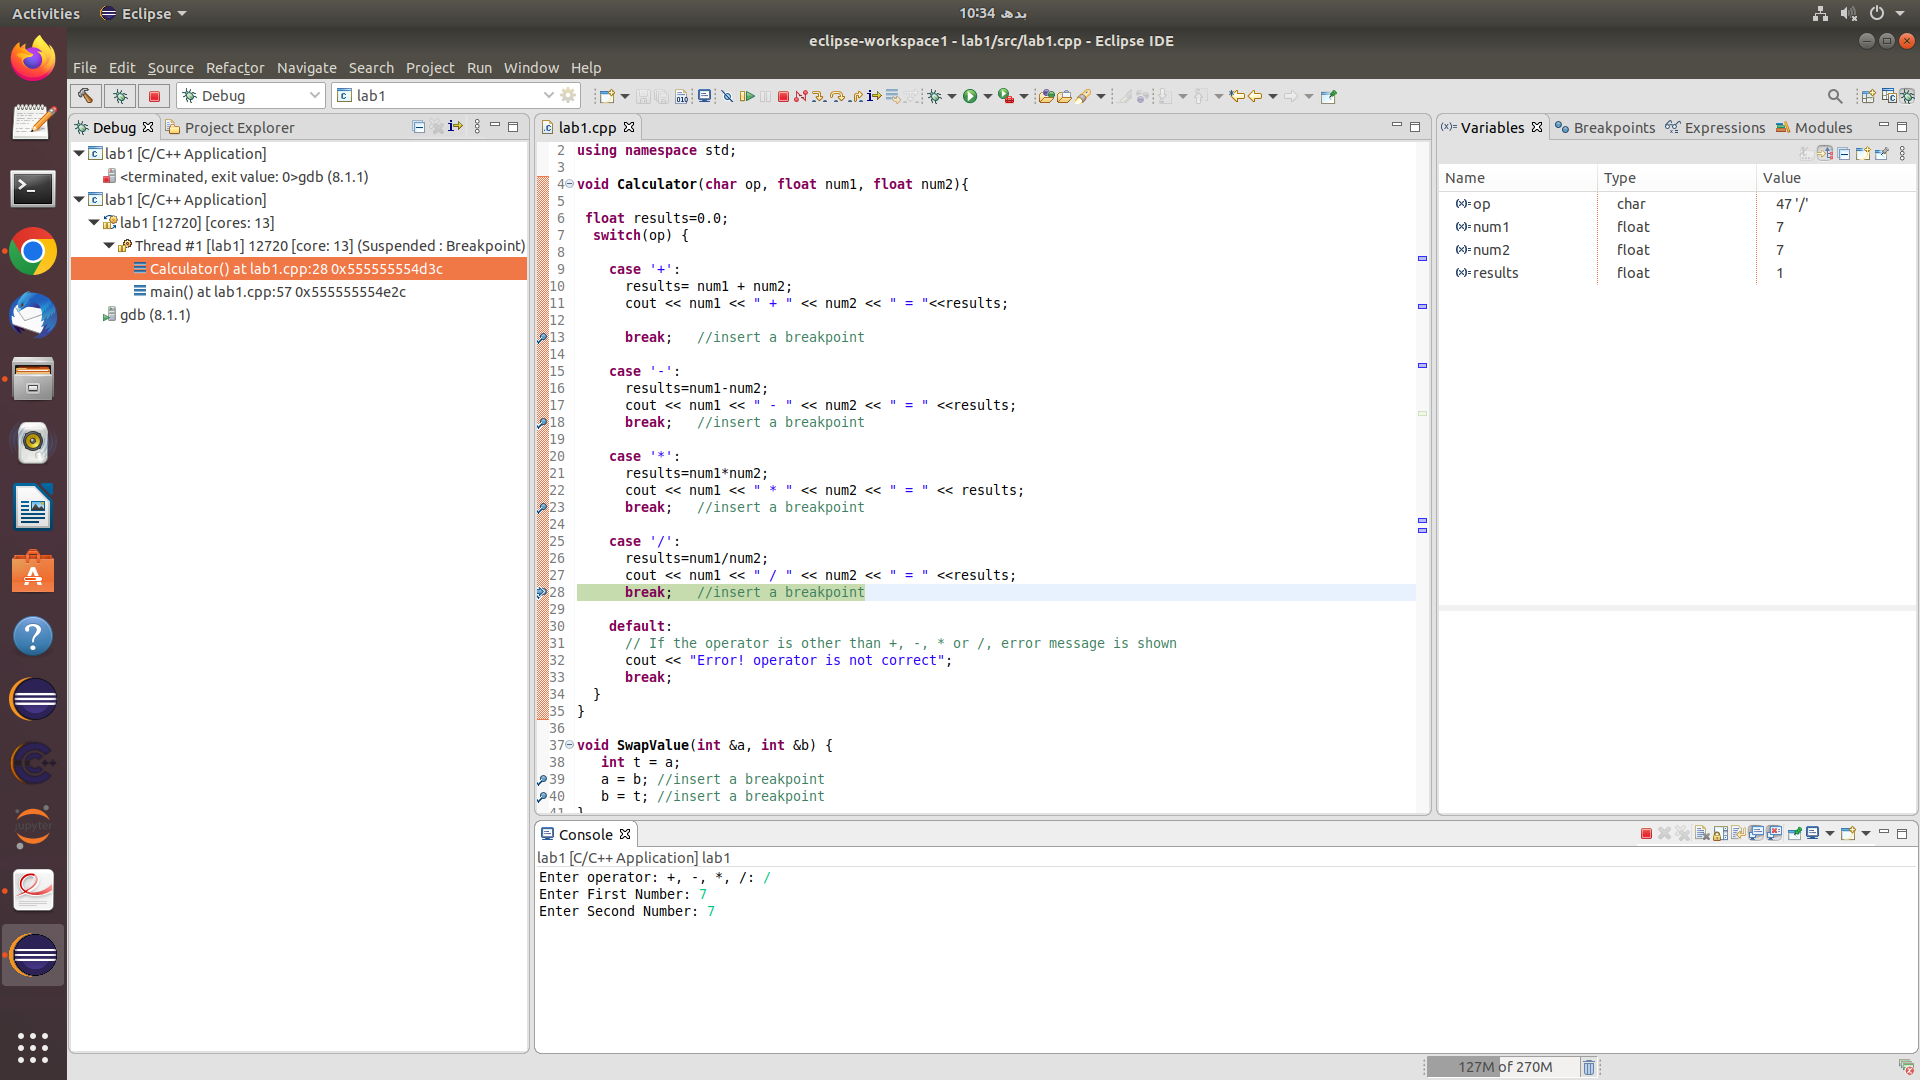 Activities
Eclipse
بدھ 10:34
eclipse-workspace1 - lab1/src/lab1.cpp - Eclipse IDE
File Edit Source Refactor Navigate Search Project Run Window Help
Debug
lab1
Debug
Project Explorer
lab1 [C/C++ Application]
<terminated, exit value: 0>gdb (8.1.1)
lab1 [C/C++ Application]
lab1 [12720] [cores: 13]
Thread #1 [lab1] 12720 [core: 13] (Suspended : Breakpoint)
Calculator() at lab1.cpp:28 0x555555554d3c
main() at lab1.cpp:57 0x555555554e2c
gdb (8.1.1)
lab1.cpp
2 using namespace std;
3
4 void Calculator(char op, float num1, float num2){
5
6 float results=0.0;
7 switch(op) {
8
9 case '+':
10 results= num1 + num2;
11 cout << num1 << " + " << num2 << " = "<<results;
12
13 break; //insert a breakpoint
14
15 case '-':
16 results=num1-num2;
17 cout << num1 << " - " << num2 << " = " <<results;
18 break; //insert a breakpoint
19
20 case '*':
21 results=num1*num2;
22 cout << num1 << " * " << num2 << " = " << results;
23 break; //insert a breakpoint
24
25 case '/':
26 results=num1/num2;
27 cout << num1 << " / " << num2 << " = " <<results;
28 break; //insert a breakpoint
29
30 default:
31 // If the operator is other than +, -, * or /, error message is shown
32 cout << "Error! operator is not correct";
33 break;
34 }
35 }
36
37 void SwapValue(int &a, int &b) {
38 int t = a;
39 a = b; //insert a breakpoint
40 b = t; //insert a breakpoint
41 }
Variables
Breakpoints
Expressions
Modules
Name Type Value
op char 47 '/'
num1 float 7
num2 float 7
results float 1
Console
lab1 [C/C++ Application] lab1
Enter operator: +, -, *, /: /
Enter First Number: 7
Enter Second Number: 7
127M of 270M
jupyter